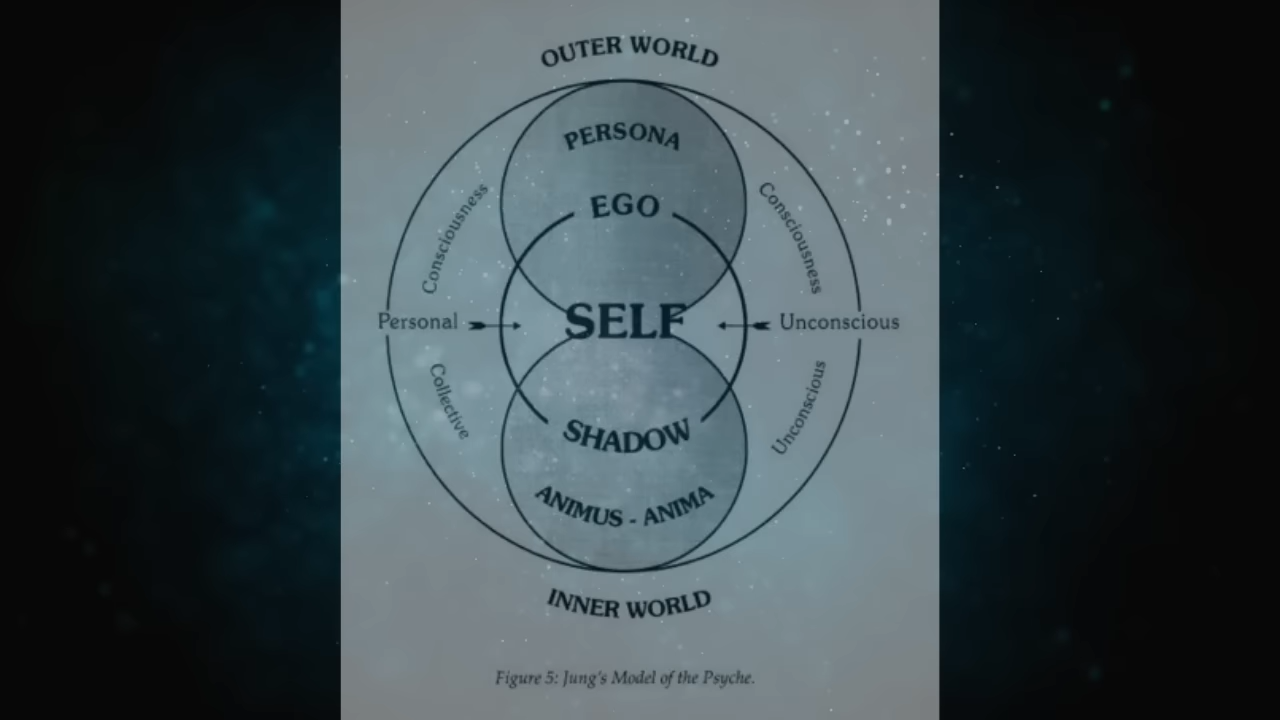 OUTER WORLD
PERSONA
EGO
Consciousness
Consciousness
Personal
SELF
Unconscious
Collective
Unconscious
SHADOW
ANIMUS - ANIMA
INNER WORLD
Figure 5: Jung's Model of the Psyche.